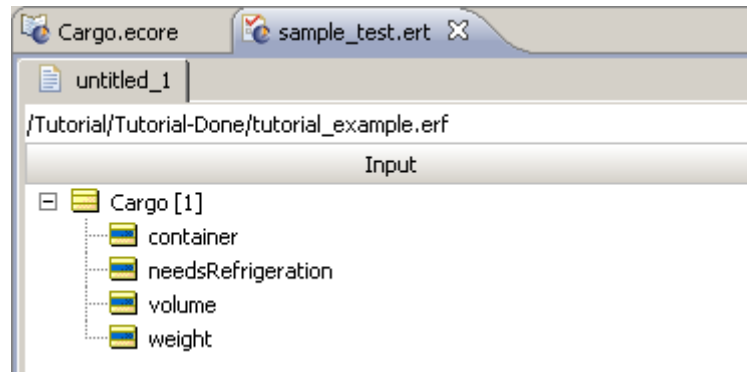 Cargo.ecore sample_test.ert
untitled_1
/Tutorial/Tutorial-Done/tutorial_example.erf
Input
Cargo [1]
container
needsRefrigeration
volume
weight